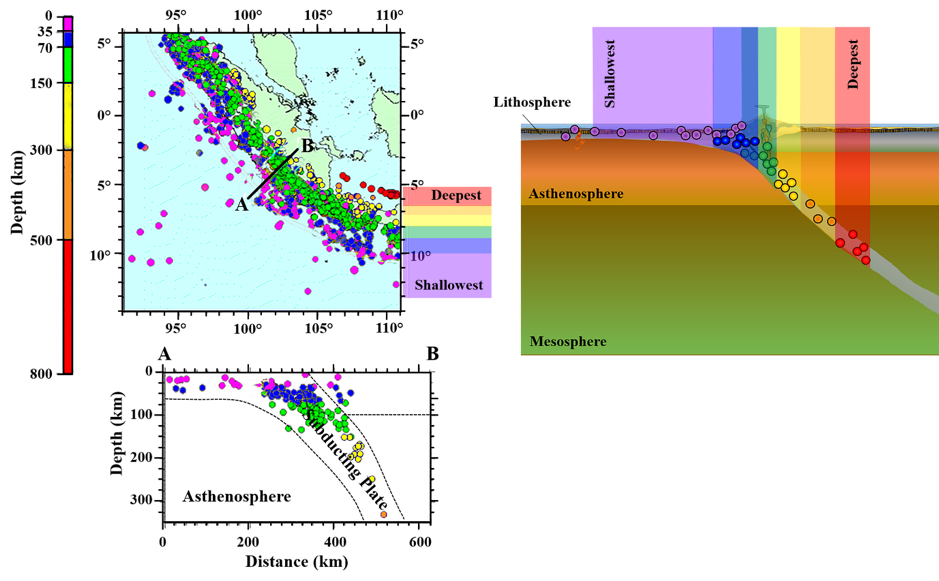 0
35
70
150
300
500
800
Depth (km)
95° 100° 105° 110°
5° 5°
0° 0°
5° 5°
10° 10°
95° 100° 105° 110°
A
B
Deepest
Shallowest
Shallowest
Deepest
Lithosphere
Asthenosphere
Mesosphere
A B
0
100
200
300
Depth (km)
Subducting Plate
Asthenosphere
0 200 400 600
Distance (km)